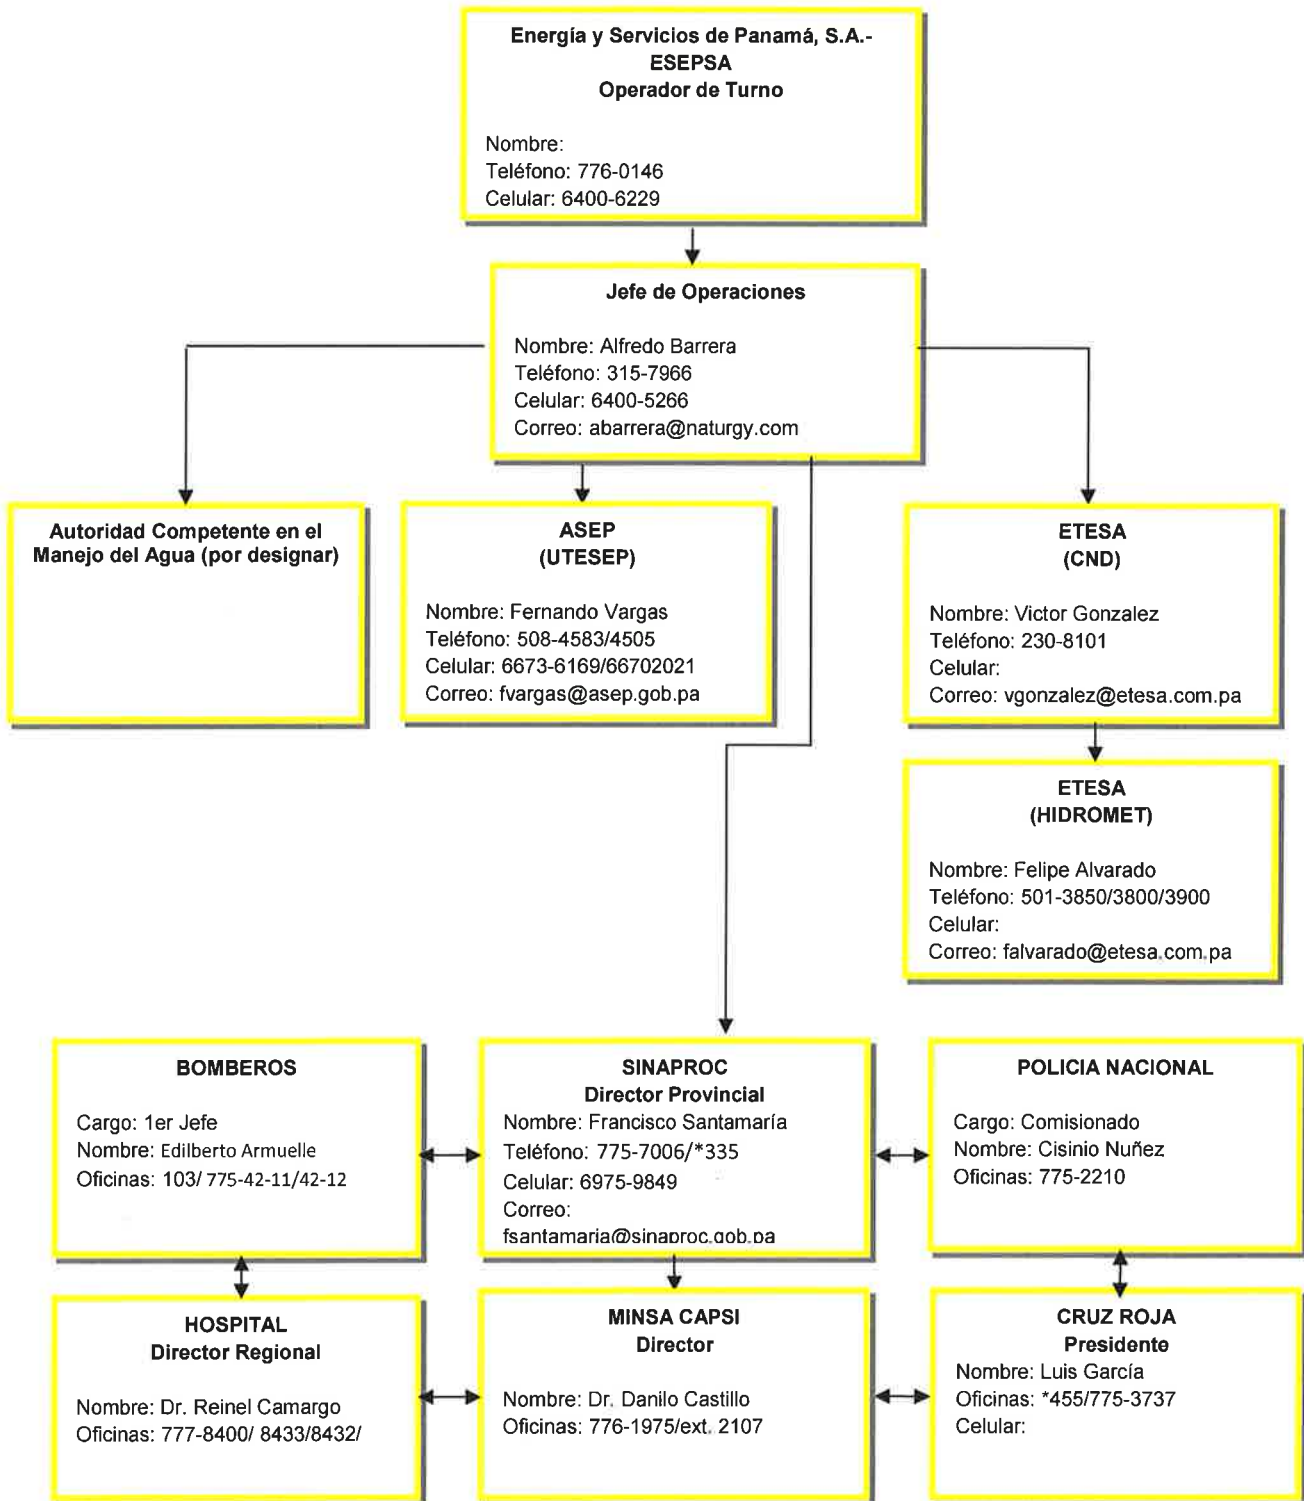 Energía y Servicios de Panamá, S.A.-
ESEPSA
Operador de Turno
Nombre:
Teléfono: 776-0146
Celular: 6400-6229
Jefe de Operaciones
Nombre: Alfredo Barrera
Teléfono: 315-7966
Celular: 6400-5266
Correo: abarrera@naturgy.com
Autoridad Competente en el
Manejo del Agua (por designar)
ASEP
(UTESEP)
Nombre: Fernando Vargas
Teléfono: 508-4583/4505
Celular: 6673-6169/66702021
Correo: fvargas@asep.gob.pa
ETESA
(CND)
Nombre: Victor Gonzalez
Teléfono: 230-8101
Celular:
Correo: vgonzalez@etesa.com.pa
ETESA
(HIDROMET)
Nombre: Felipe Alvarado
Teléfono: 501-3850/3800/3900
Celular:
Correo: falvarado@etesa.com.pa
BOMBEROS
Cargo: 1er Jefe
Nombre: Edilberto Armuelle
Oficinas: 103/ 775-42-11/42-12
SINAPROC
Director Provincial
Nombre: Francisco Santamaría
Teléfono: 775-7006/*335
Celular: 6975-9849
Correo:
fsantamaria@sinaproc.gob.pa
POLICIA NACIONAL
Cargo: Comisionado
Nombre: Cisinio Nuñez
Oficinas: 775-2210
HOSPITAL
Director Regional
Nombre: Dr. Reinel Camargo
Oficinas: 777-8400/ 8433/8432/
MINSA CAPSI
Director
Nombre: Dr. Danilo Castillo
Oficinas: 776-1975/ext. 2107
CRUZ ROJA
Presidente
Nombre: Luis García
Oficinas: *455/775-3737
Celular: